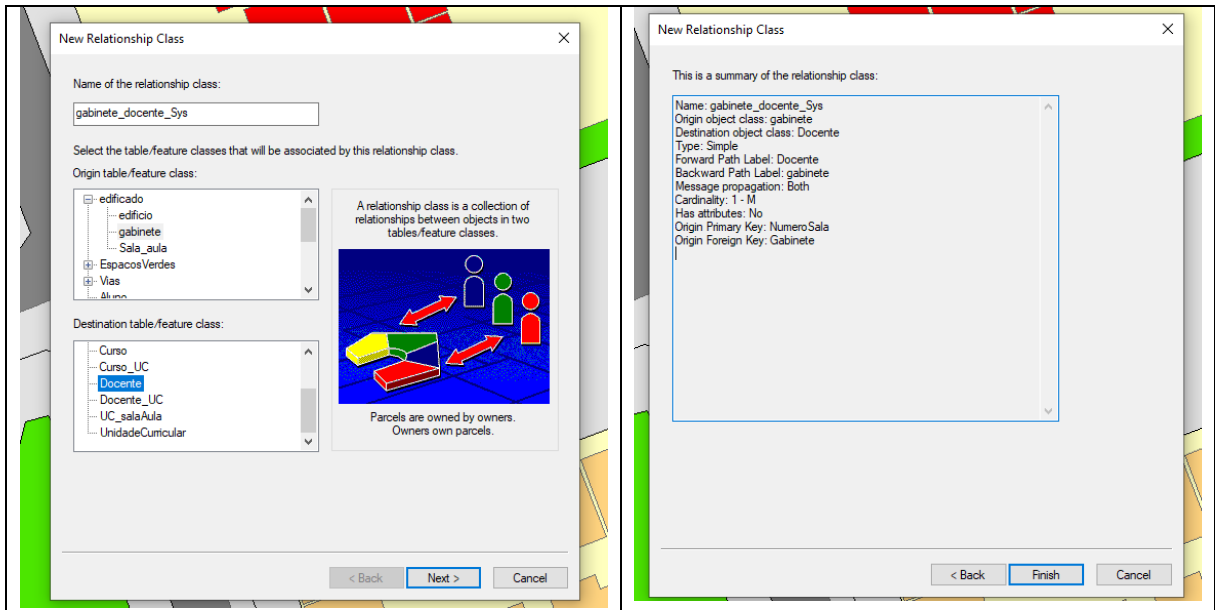 New Relationship Class
Name of the relationship class:
gabinete_docente_Sys
Select the table/feature classes that will be associated by this relationship class.
Origin table/feature class:
edificado
edificio
gabinete
Sala_aula
EspacosVerdes
Vias
Aluno
A relationship class is a collection of
relationships between objects in two
tables/feature classes.
Destination table/feature class:
Curso
Curso_UC
Docente
Docente_UC
UC_salaAula
UnidadeCurricular
Parcels are owned by owners.
Owners own parcels.
< Back
Next >
Cancel
New Relationship Class
This is a summary of the relationship class:
Name: gabinete_docente_Sys
Origin object class: gabinete
Destination object class: Docente
Type: Simple
Forward Path Label: Docente
Backward Path Label: gabinete
Message propagation: Both
Cardinality: 1 - M
Has attributes: No
Origin Primary Key: NumeroSala
Origin Foreign Key: Gabinete
< Back
Finish
Cancel